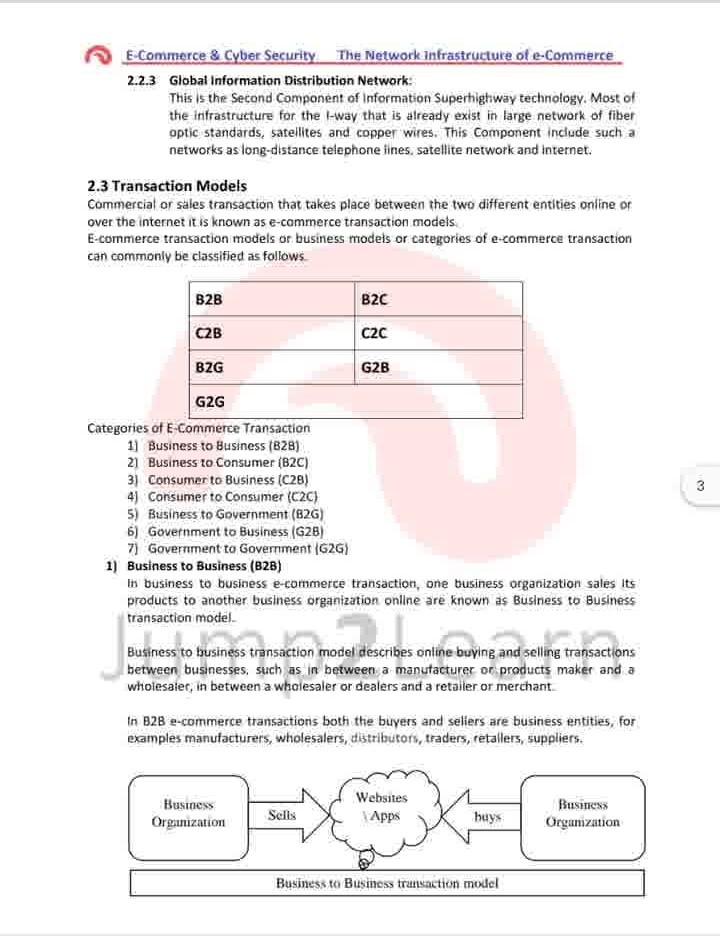 E-Commerce & Cyber Security The Network Infrastructure of e-Commerce
2.2.3 Global Information Distribution Network:
This is the Second Component of Information Superhighway technology. Most of
the infrastructure for the I-way that is already exist in large network of fiber
optic standards, satellites and copper wires. This Component include such a
networks as long-distance telephone lines, satellite network and internet.
2.3 Transaction Models
Commercial or sales transaction that takes place between the two different entities online or
over the internet it is known as e-commerce transaction models.
E-commerce transaction models or business models or categories of e-commerce transaction
can commonly be classified as follows.
B2B B2C
C2B C2C
B2G G2B
G2G
Categories of E-Commerce Transaction
1) Business to Business (B2B)
2) Business to Consumer (B2C)
3) Consumer to Business (C2B)
4) Consumer to Consumer (C2C)
5) Business to Government (B2G)
6) Government to Business (G2B)
7) Government to Government (G2G)
1) Business to Business (B2B)
In business to business e-commerce transaction, one business organization sales its
products to another business organization online are known as Business to Business
transaction model.
Jump2Learn
Business to business transaction model describes online buying and selling transactions
between businesses, such as in between a manufacturer or products maker and a
wholesaler, in between a wholesaler or dealers and a retailer or merchant.
In B2B e-commerce transactions both the buyers and sellers are business entities, for
examples manufacturers, wholesalers, distributors, traders, retailers, suppliers.
Business
Organization
Sells
Websites
\ Apps
buys
Business
Organization
Business to Business transaction model
3